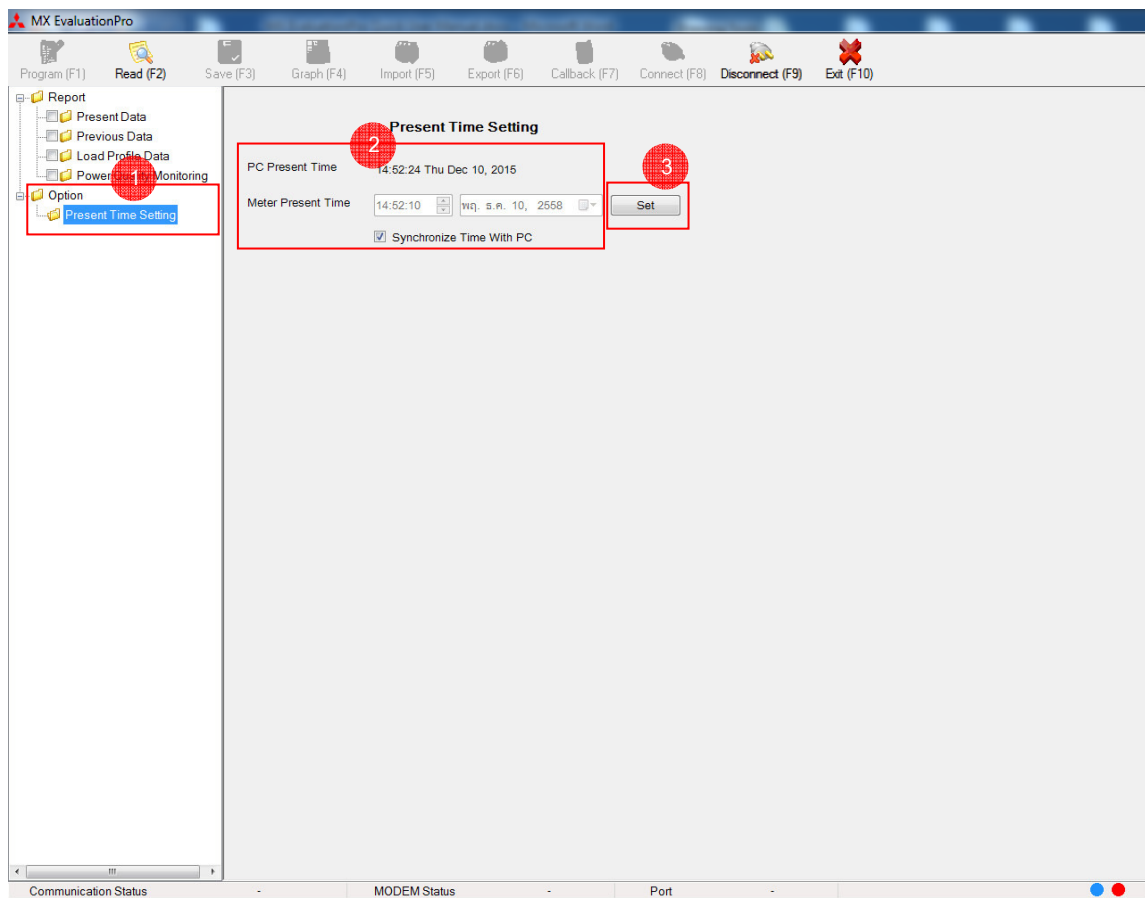 MX EvaluationPro
Program (F1) Read (F2) Save (F3) Graph (F4) Import (F5) Export (F6) Callback (F7) Connect (F8) Disconnect (F9) Exit (F10)
Report
Present Data
Previous Data
Load Profile Data
Power Quality Monitoring
1
Option
Present Time Setting
Present Time Setting
2
PC Present Time 14:52:24 Thu Dec 10, 2015
3
Meter Present Time 14:52:10 พฤ. ธ.ค. 10, 2558 Set
Synchronize Time With PC
Communication Status - MODEM Status - Port -